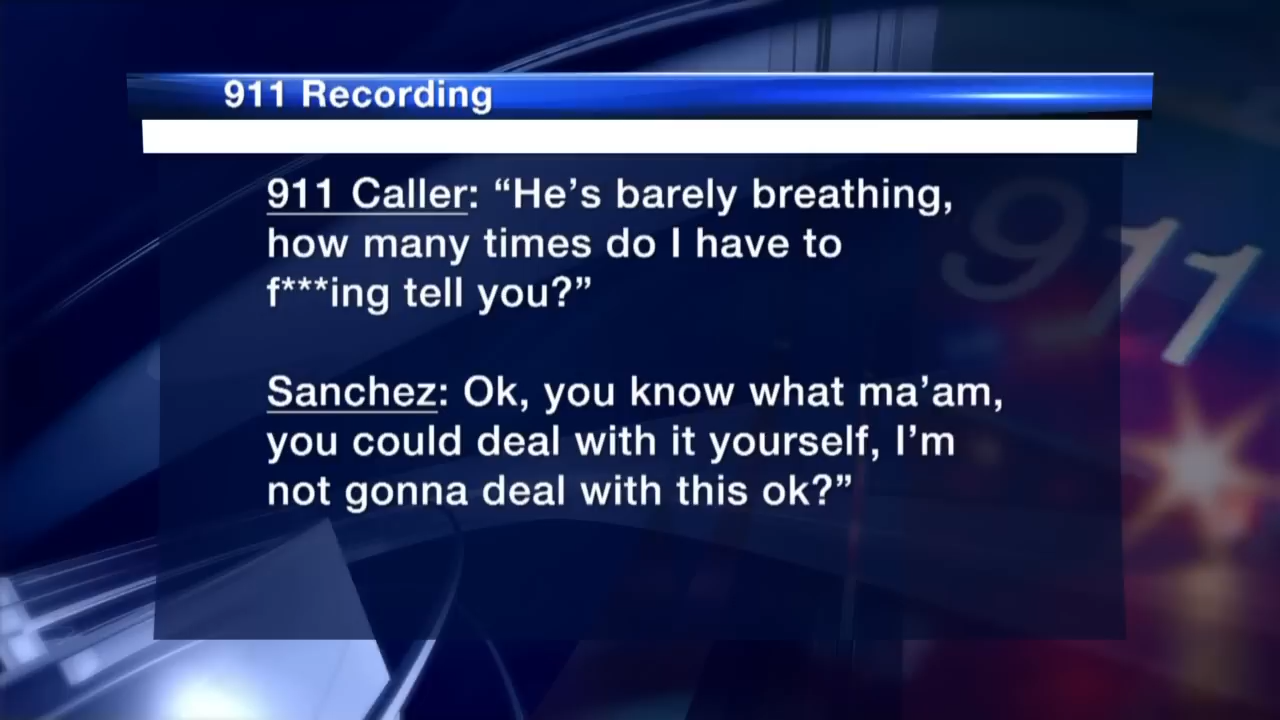 911 Recording
911 Caller: “He’s barely breathing,
how many times do I have to
f***ing tell you?”
Sanchez: Ok, you know what ma’am,
you could deal with it yourself, I’m
not gonna deal with this ok?”
911